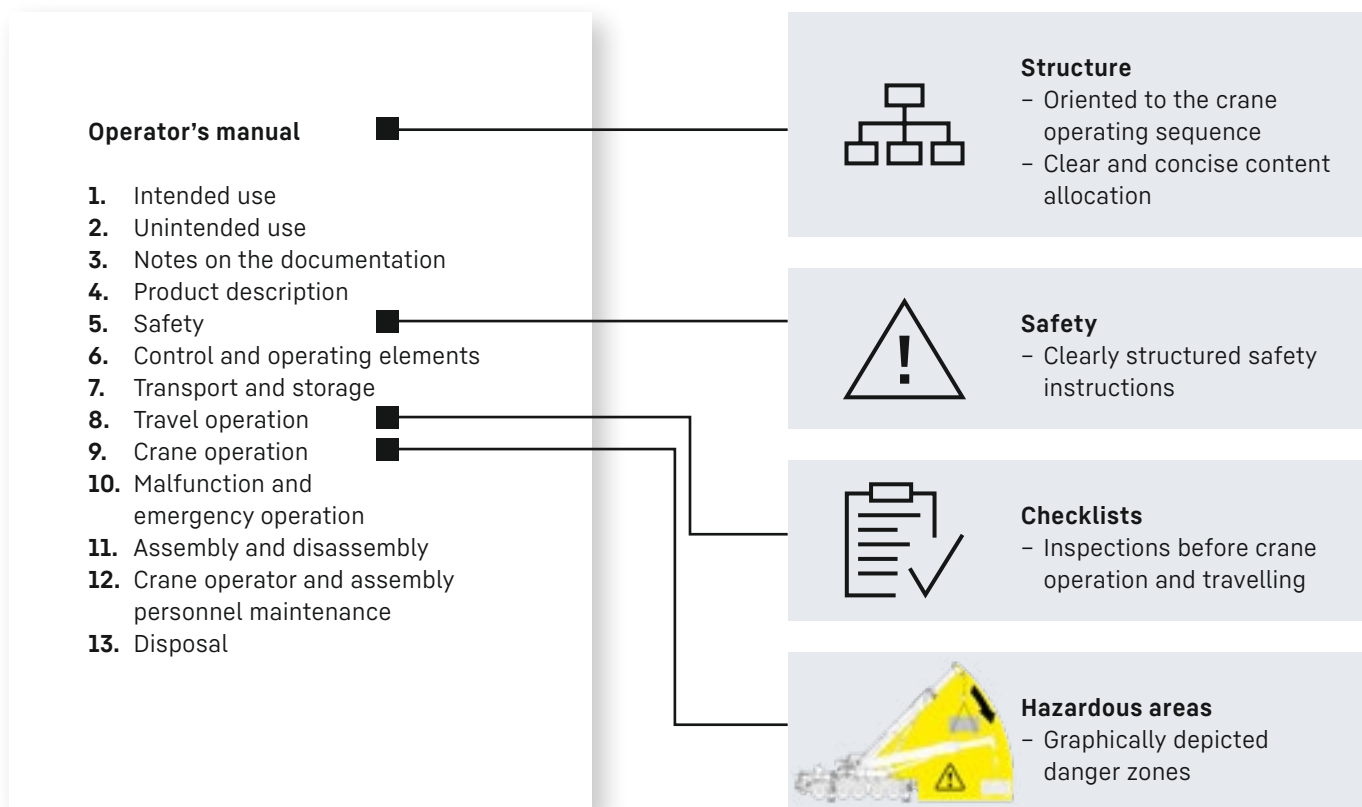 Operator’s manual
1. Intended use
2. Unintended use
3. Notes on the documentation
4. Product description
5. Safety
6. Control and operating elements
7. Transport and storage
8. Travel operation
9. Crane operation
10. Malfunction and
emergency operation
11. Assembly and disassembly
12. Crane operator and assembly
personnel maintenance
13. Disposal
Structure
– Oriented to the crane
operating sequence
– Clear and concise content
allocation
!
Safety
– Clearly structured safety
instructions
Checklists
– Inspections before crane
operation and travelling
Hazardous areas
– Graphically depicted
danger zones